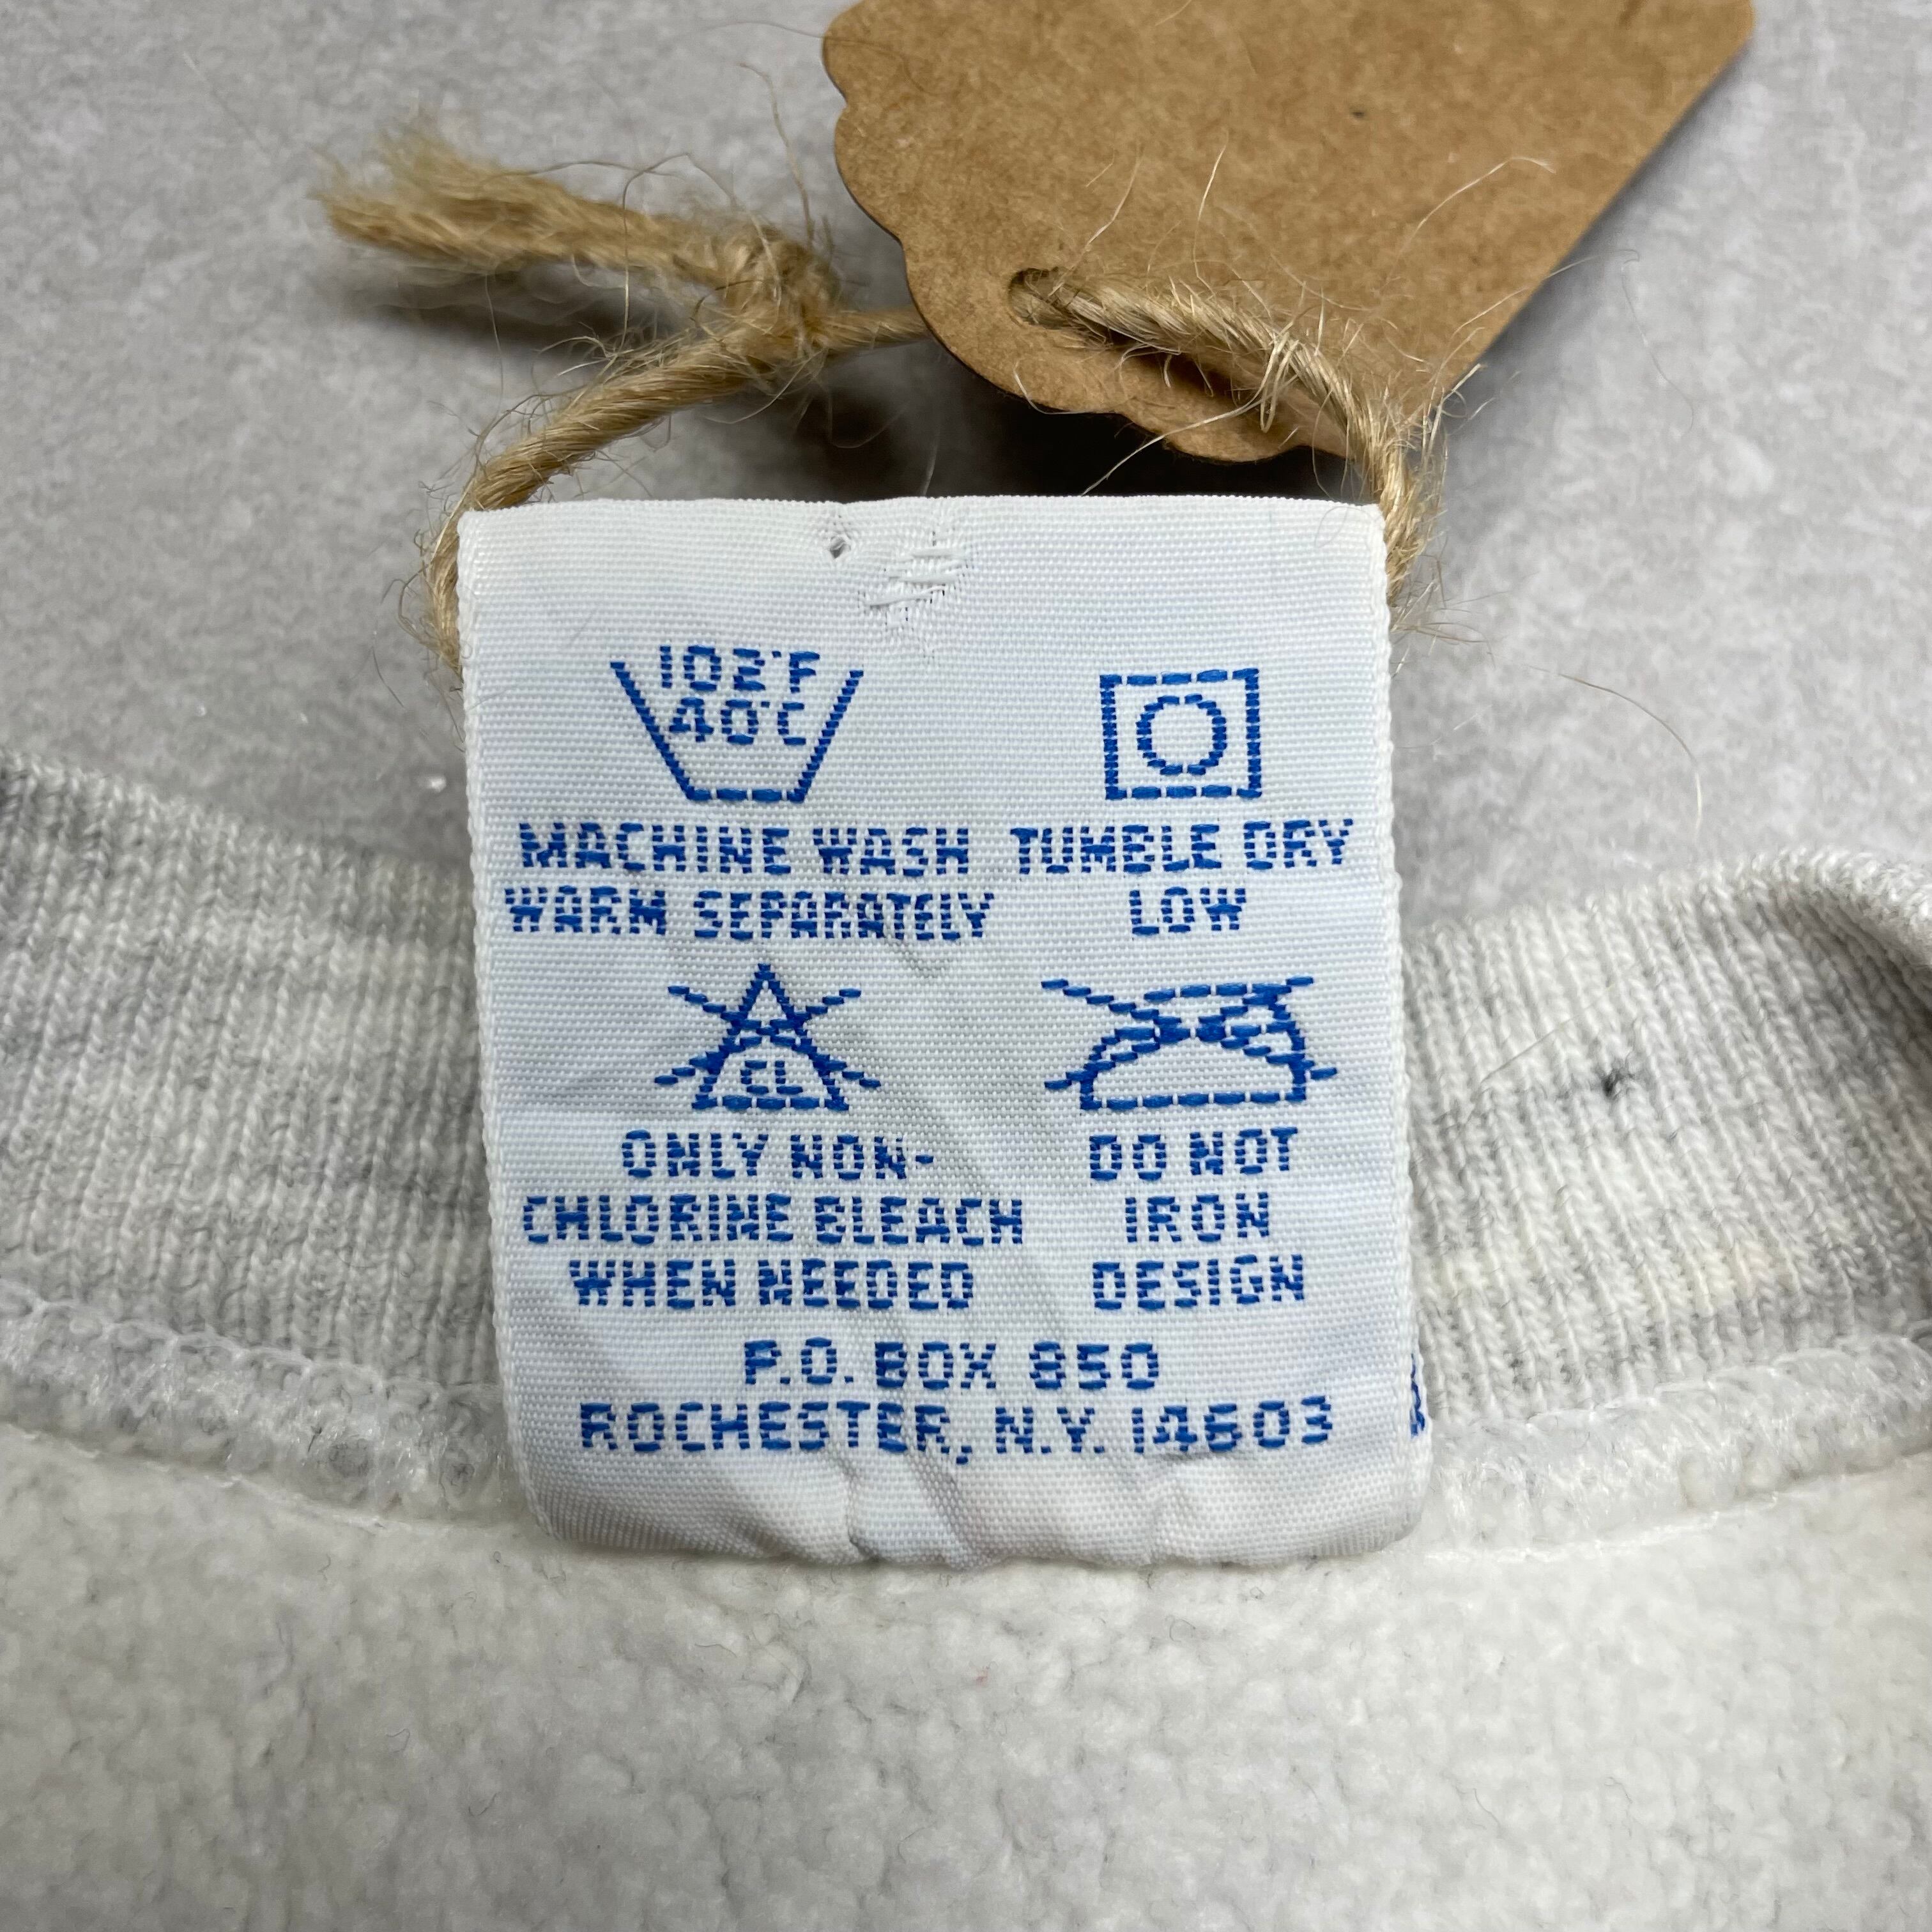 102°F
40°C
MACHINE WASH
WARM SEPARATELY
TUMBLE DRY
LOW
CL
ONLY NON-
CHLORINE BLEACH
WHEN NEEDED
DO NOT
IRON
DESIGN
P.O. BOX 850
ROCHESTER, N.Y. 14603